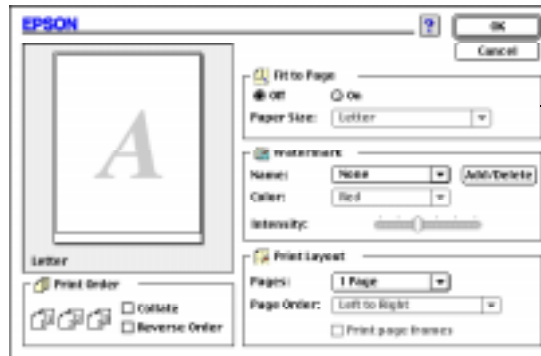 EPSON
?
OK
Cancel
A
Letter
Fit to Page
Off
On
Paper Size:
Letter
Watermark
Name:
None
Add/Delete
Color:
Red
Intensity:
Print Layout
Pages:
1 Page
Page Order:
Left to Right
Print page frames
Print Order
Collate
Reverse Order